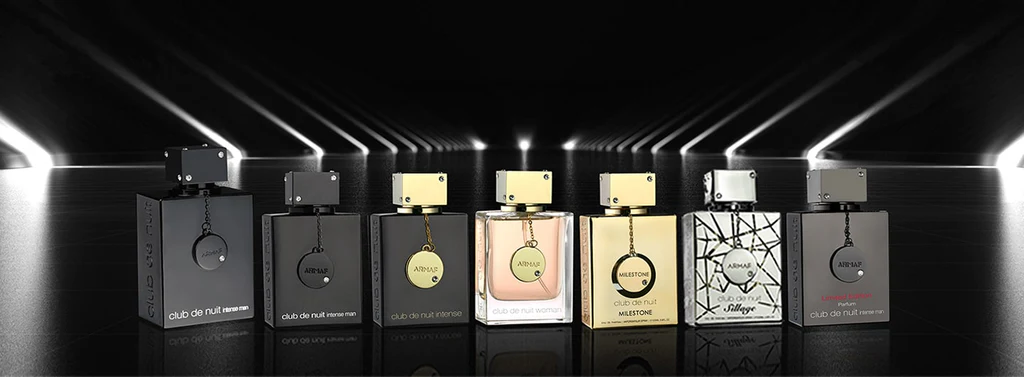 club de nuit
ARMAF
club de nuit intense man
ARMAF
club de nuit intense man
ARMAF
club de nuit intense
ARMAF
club de nuit woman
MILESTONE
club de nuit
MILESTONE
ARMAF
club de nuit
Sillage
ARMAF
Parfum
club de nuit intense man